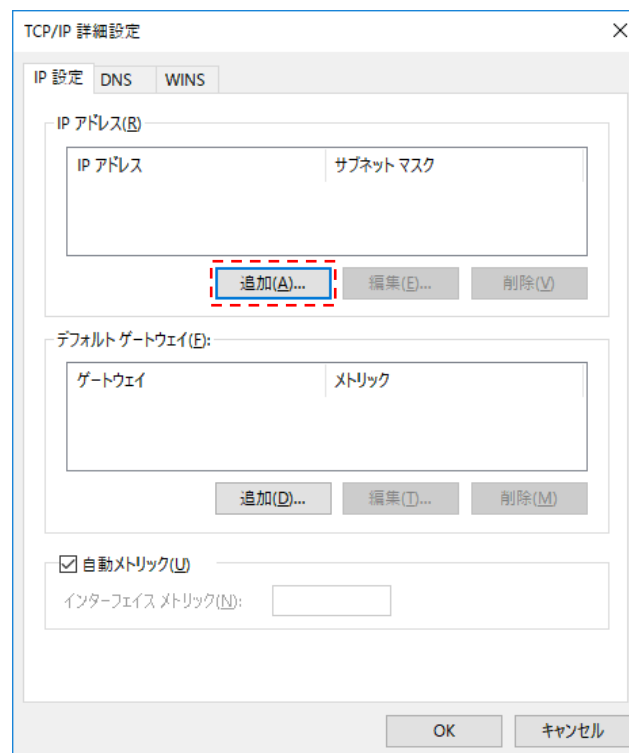 TCP/IP 詳細設定
IP 設定 DNS WINS
IP アドレス(R)
IP アドレス サブネット マスク
追加(A)... 編集(E)... 削除(V)
デフォルト ゲートウェイ(F):
ゲートウェイ メトリック
追加(D)... 編集(T)... 削除(M)
自動メトリック(U)
インターフェイス メトリック(N):
OK キャンセル